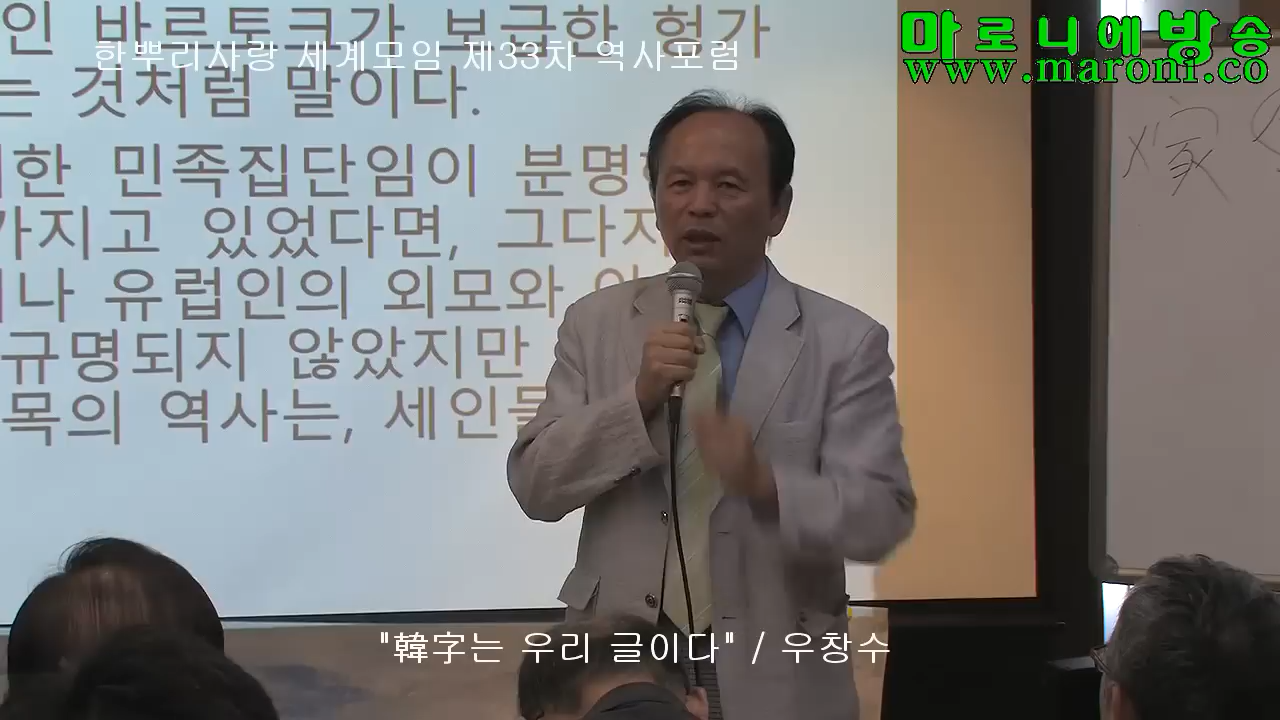 인 바르토크가 보급한 헝가
한뿌리사랑 세계모임 제33차 역사포럼
는 것처럼 말이다.
마로니에방송
www.maroni.co
한 민족집단임이 분명
가지고 있었다면, 그다지
나 유럽인의 외모와
규명되지 않았지만
목의 역사는, 세인들
嫁
"韓字는 우리 글이다" / 우창수